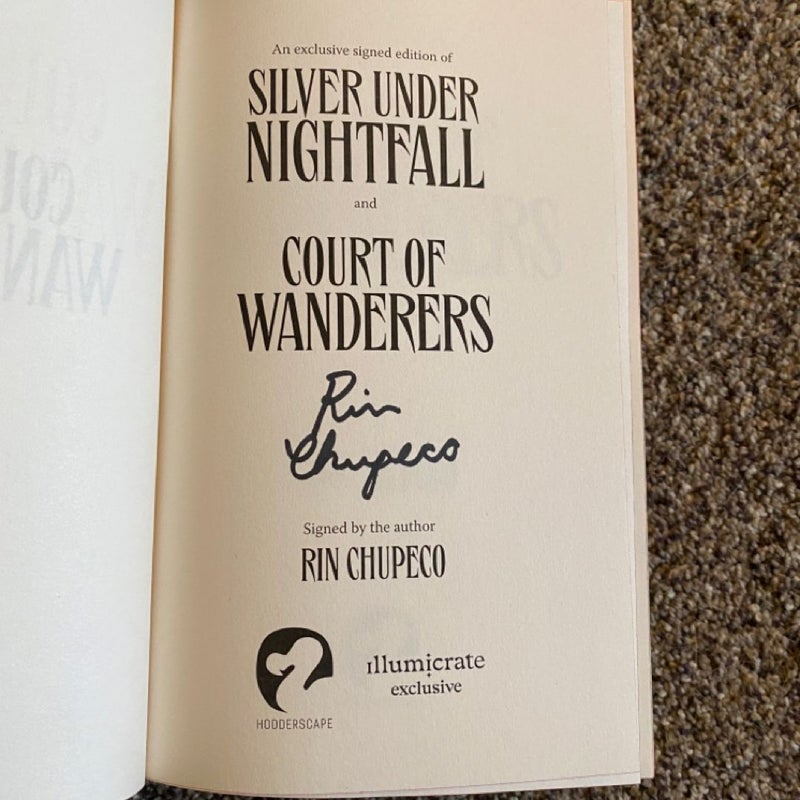 An exclusive signed edition of
SILVER UNDER
NIGHTFALL
and
COURT OF
WANDERERS
Rin
Chupeco
Signed by the author
RIN CHUPECO
HODDERSCAPE
illumicrate
exclusive